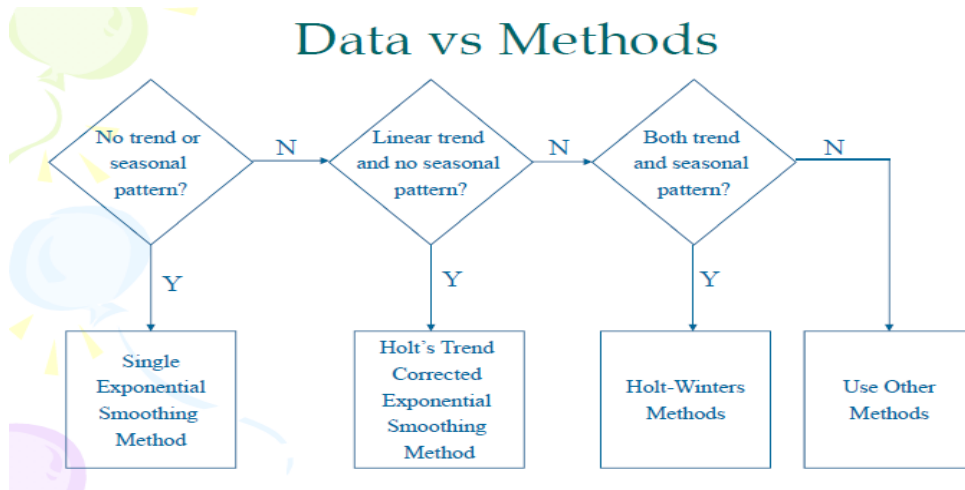 Data vs Methods
No trend or
seasonal
pattern?
N
Linear trend
and no seasonal
pattern?
N
Both trend
and seasonal
pattern?
N
Y
Y
Y
Single
Exponential
Smoothing
Method
Holt's Trend
Corrected
Exponential
Smoothing
Method
Holt-Winters
Methods
Use Other
Methods